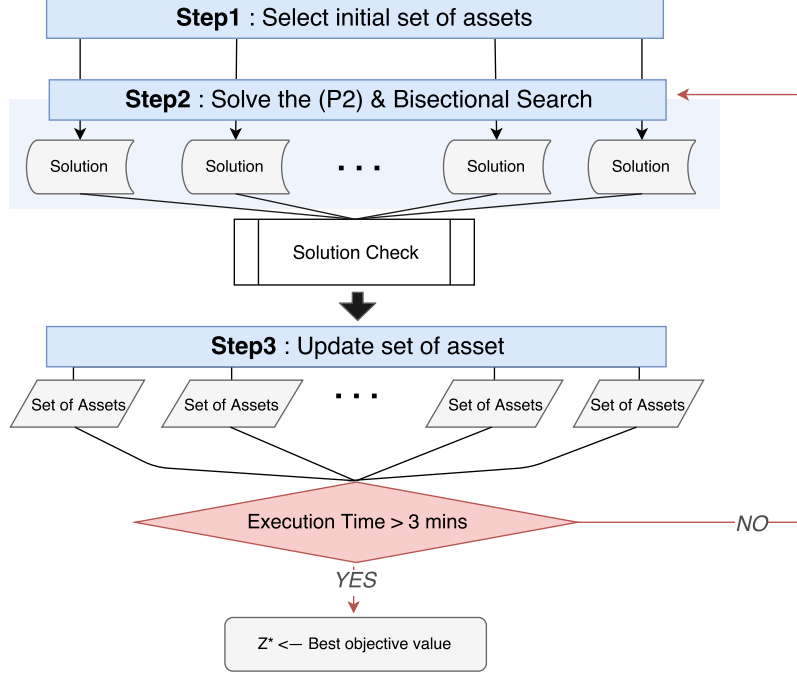 Step1 : Select initial set of assets
Step2 : Solve the (P2) & Bisectional Search
Solution
Solution
. . .
Solution
Solution
Solution Check
Step3 : Update set of asset
Set of Assets
Set of Assets
. . .
Set of Assets
Set of Assets
Execution Time > 3 mins
NO
YES
Z* <— Best objective value